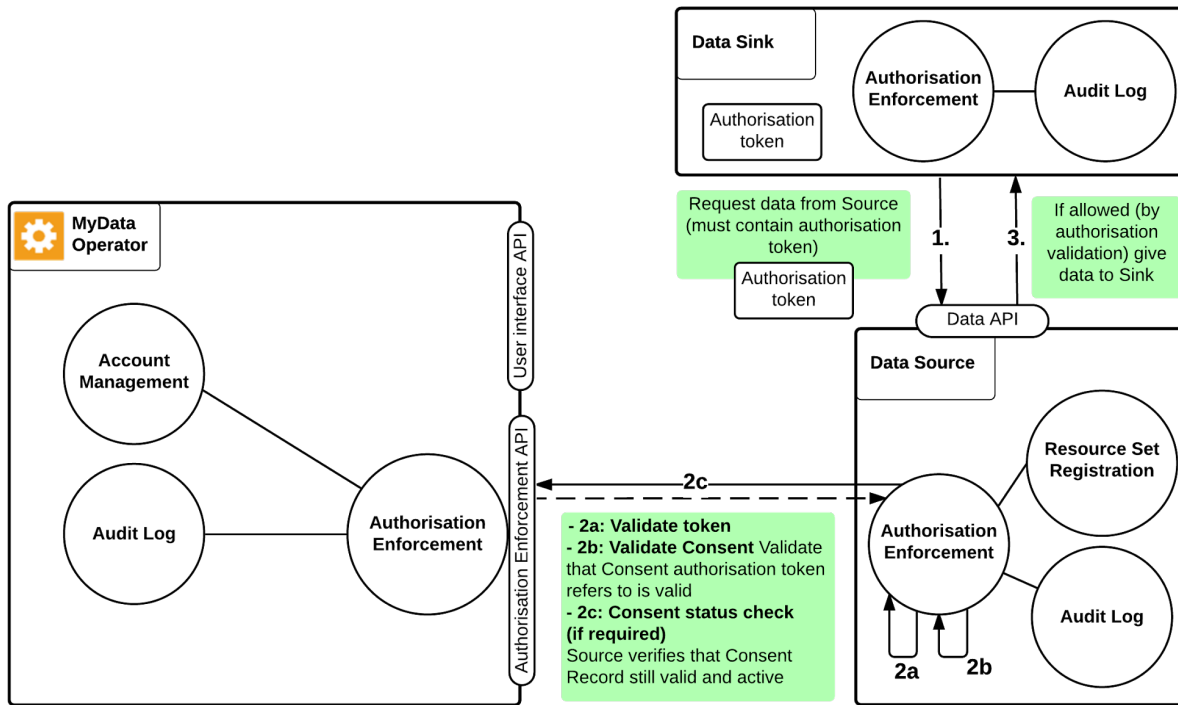 Data Sink
Authorisation
Enforcement
Audit Log
Authorisation
token
Request data from Source
(must contain authorisation
token)
Authorisation
token
1.
3.
If allowed (by
authorisation
validation) give
data to Sink
MyData
Operator
Account
Management
Audit Log
Authorisation
Enforcement
User interface API
Authorisation Enforcement API
2c
- 2a: Validate token
- 2b: Validate Consent Validate
that Consent authorisation token
refers to is valid
- 2c: Consent status check
(if required)
Source verifies that Consent
Record still valid and active
Data API
Data Source
Resource Set
Registration
Authorisation
Enforcement
Audit Log
2a
2b